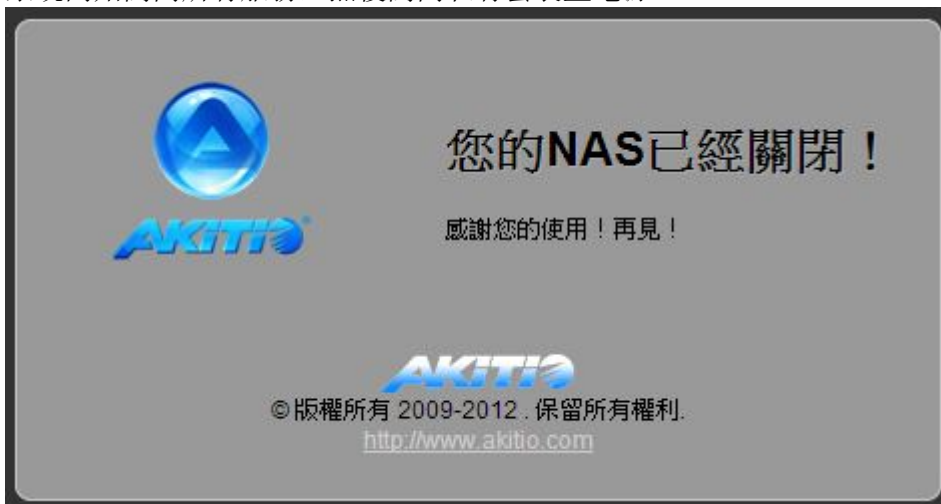 您的NAS已經關閉！
AKiTiO®
感謝您的使用！再見！
AKiTiO
©版權所有 2009-2012 . 保留所有權利.
http://www.akitio.com